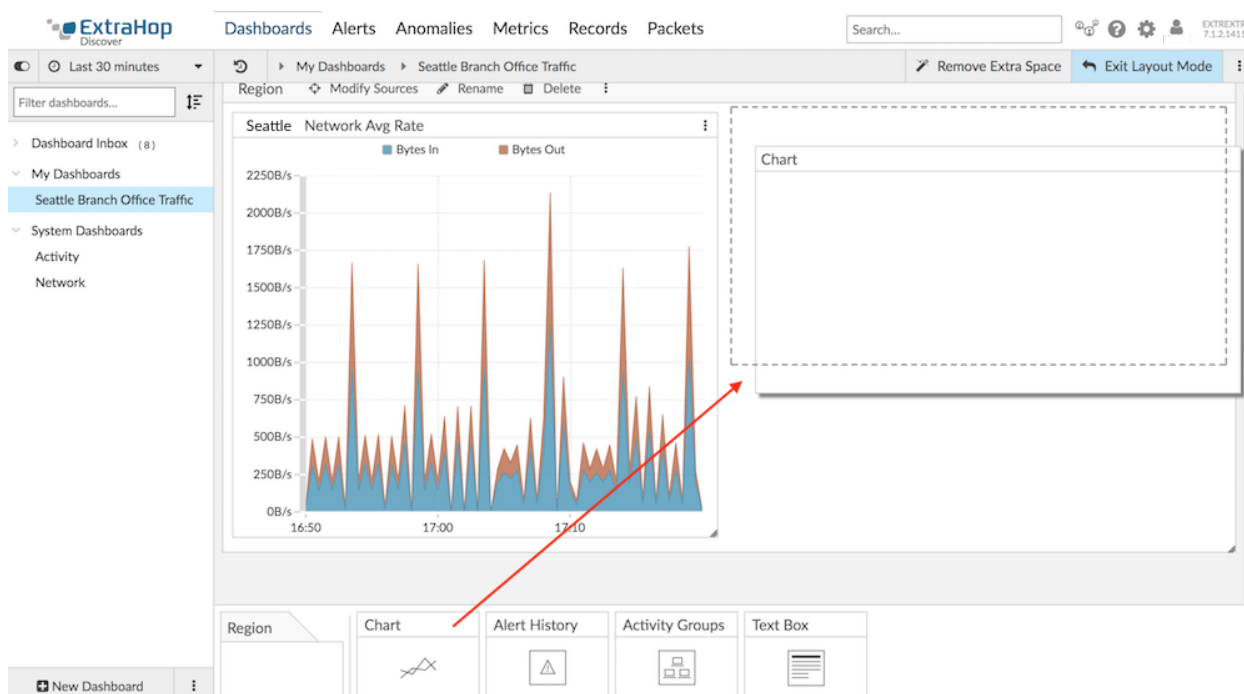 ExtraHop
Discover
Dashboards Alerts Anomalies Metrics Records Packets
Search...
Last 30 minutes
My Dashboards Seattle Branch Office Traffic
Remove Extra Space
Exit Layout Mode
Filter dashboards...
Dashboard Inbox (8)
My Dashboards
Seattle Branch Office Traffic
System Dashboards
Activity
Network
New Dashboard
Region Modify Sources Rename Delete
Seattle Network Avg Rate
Bytes In Bytes Out
2250B/s
2000B/s
1750B/s
1500B/s
1250B/s
1000B/s
750B/s
500B/s
250B/s
0B/s
16:50 17:00 17:10
Chart
Region
Chart
Alert History
Activity Groups
Text Box